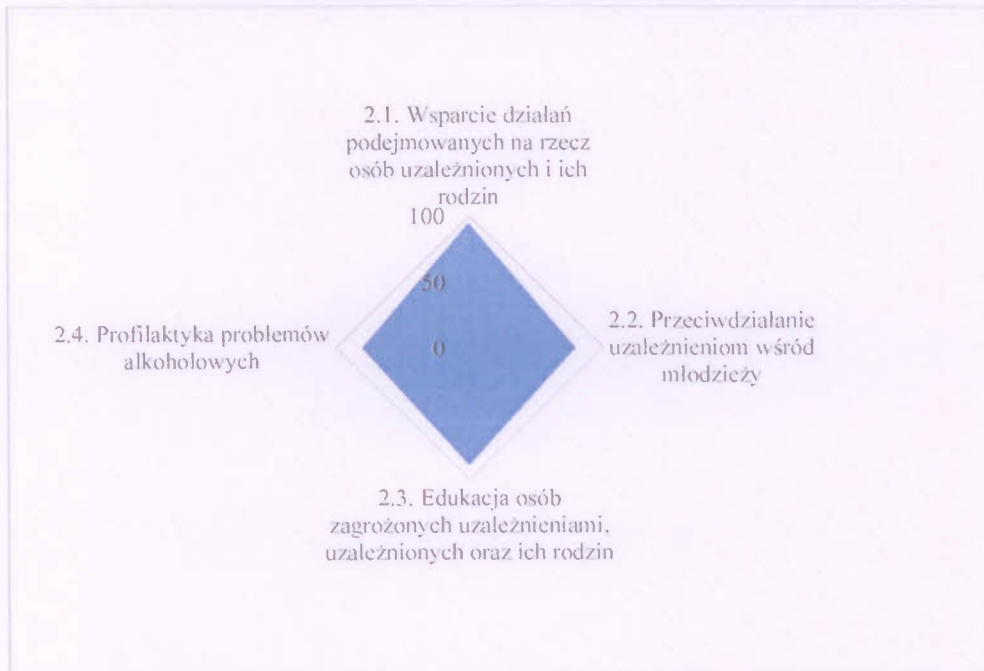 2.1. Wsparcie działań
podejmowanych na rzecz
osób uzależnionych i ich
rodzin
100
50
0
2.2. Przeciwdziałanie
uzależnieniom wśród
młodzieży
2.3. Edukacja osób
zagrożonych uzależnieniami,
uzależnionych oraz ich rodzin
2.4. Profilaktyka problemów
alkoholowych